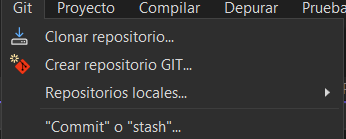 Git Proyecto Compilar Depurar Prueba
Clonar repositorio...
Crear repositorio GIT...
Repositorios locales...
"Commit" o "stash"...